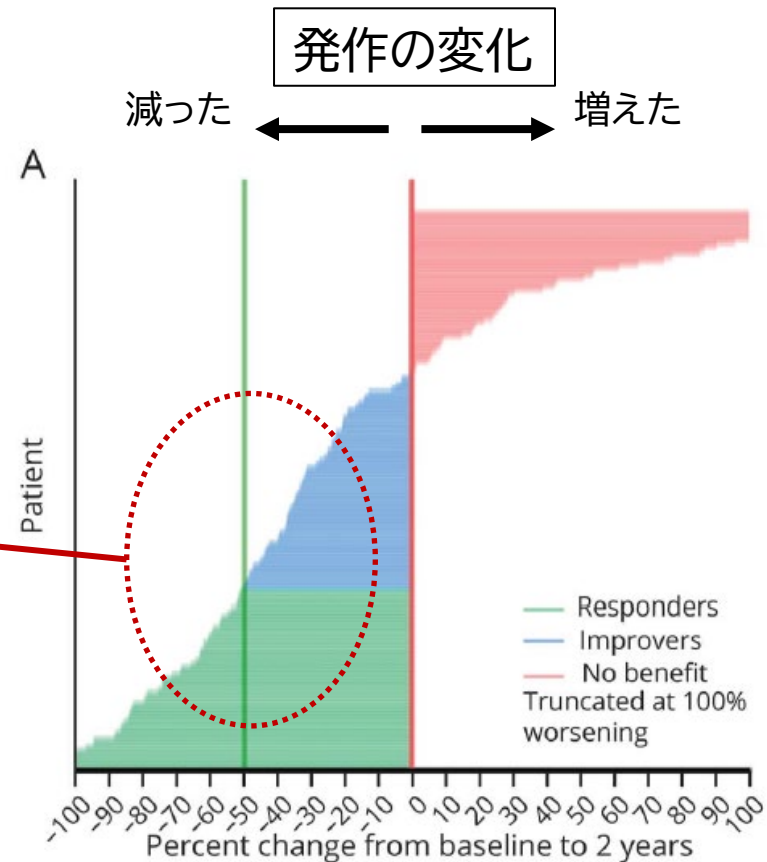 発作の変化
減った
増えた
A
Patient
Responders
Improvers
No benefit
Truncated at 100%
worsening
-100 -90 -80 -70 -60 -50 -40 -30 -20 -10 0 10 20 30 40 50 60 70 80 90 100
Percent change from baseline to 2 years